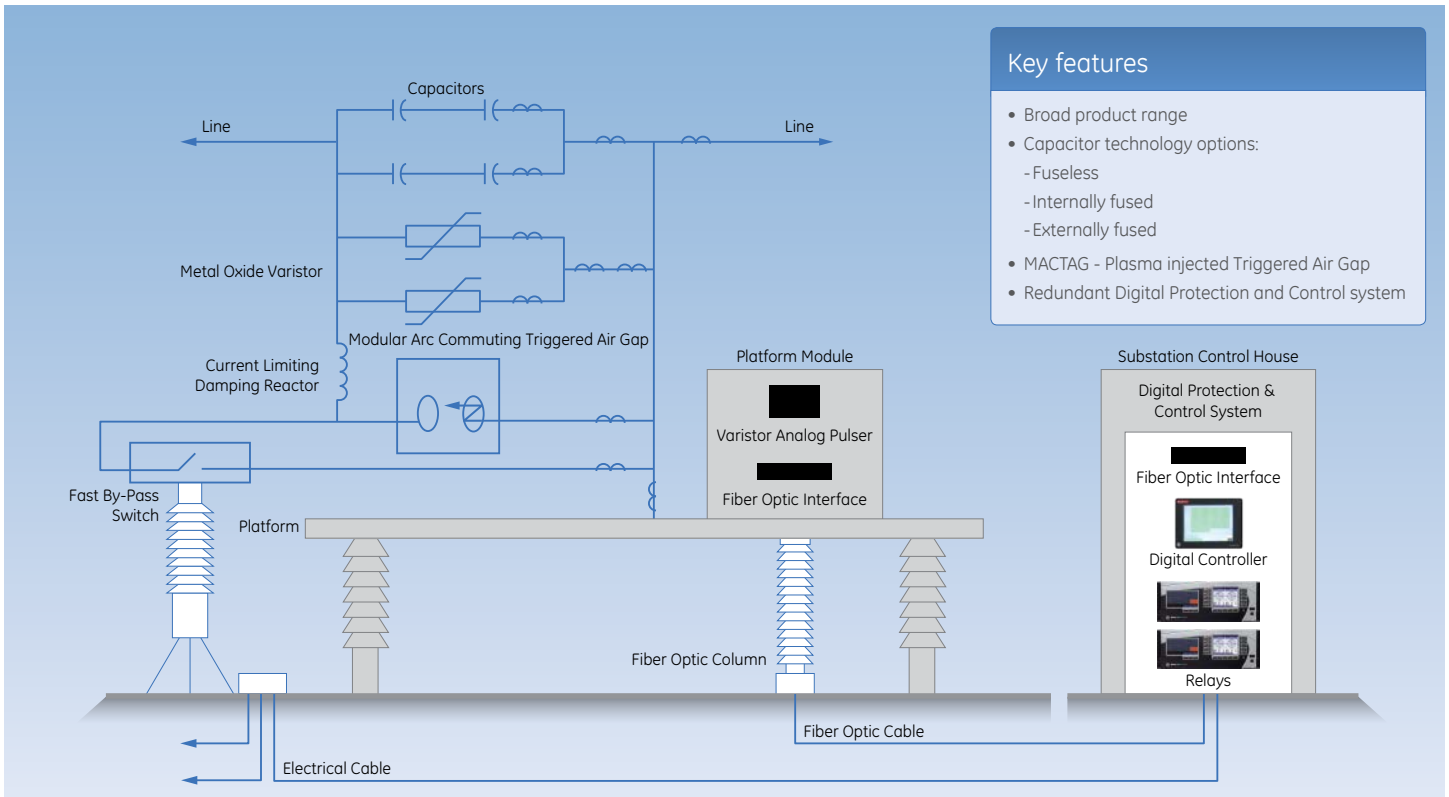 Capacitors
Line
Line
Metal Oxide Varistor
Modular Arc Commuting Triggered Air Gap
Current Limiting
Damping Reactor
Fast By-Pass
Switch
Platform
Platform Module
Varistor Analog Pulser
Fiber Optic Interface
Fiber Optic Column
Substation Control House
Digital Protection &
Control System
Fiber Optic Interface
Digital Controller
Relays
Fiber Optic Cable
Electrical Cable
Key features
• Broad product range
• Capacitor technology options:
- Fuseless
- Internally fused
- Externally fused
• MACTAG - Plasma injected Triggered Air Gap
• Redundant Digital Protection and Control system